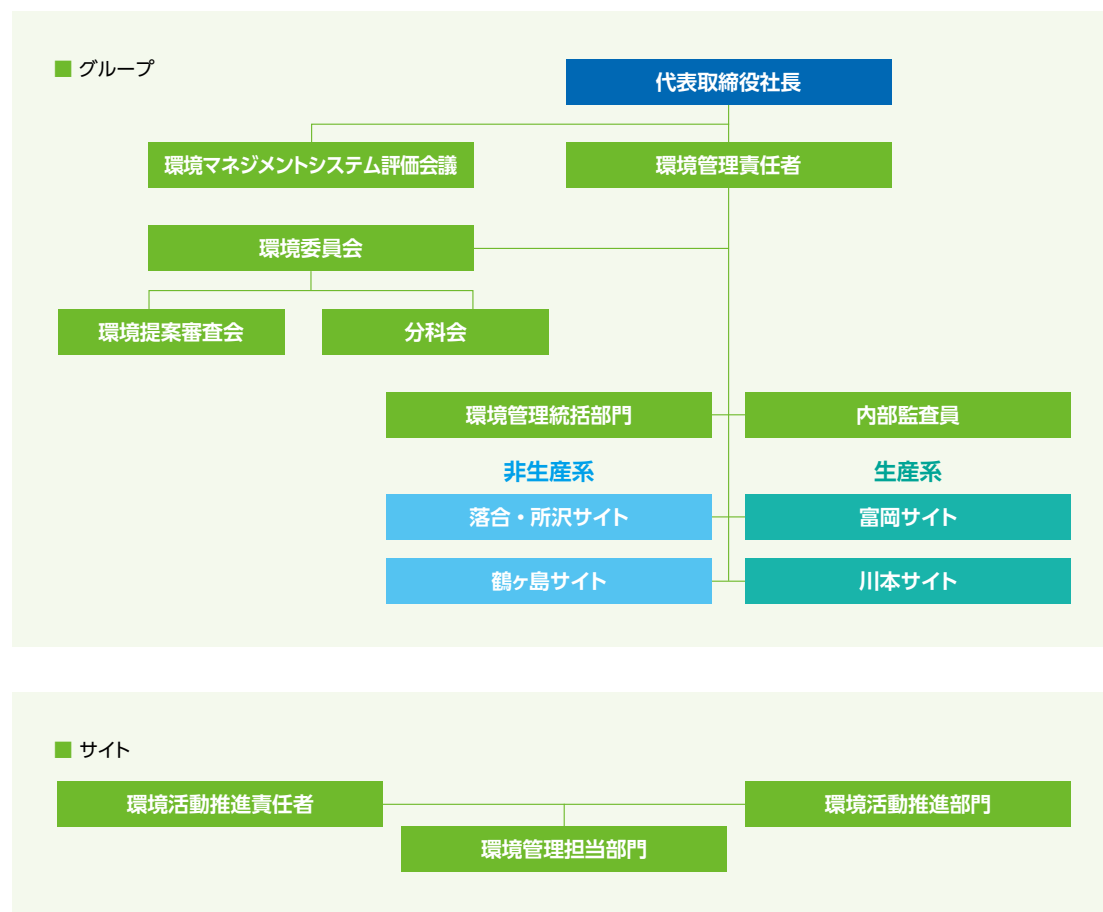 グループ
代表取締役社長
環境マネジメントシステム評価会議
環境管理責任者
環境委員会
環境提案審査会
分科会
環境管理統括部門
内部監査員
非生産系
生産系
落合・所沢サイト
富岡サイト
鶴ヶ島サイト
川本サイト
サイト
環境活動推進責任者
環境活動推進部門
環境管理担当部門